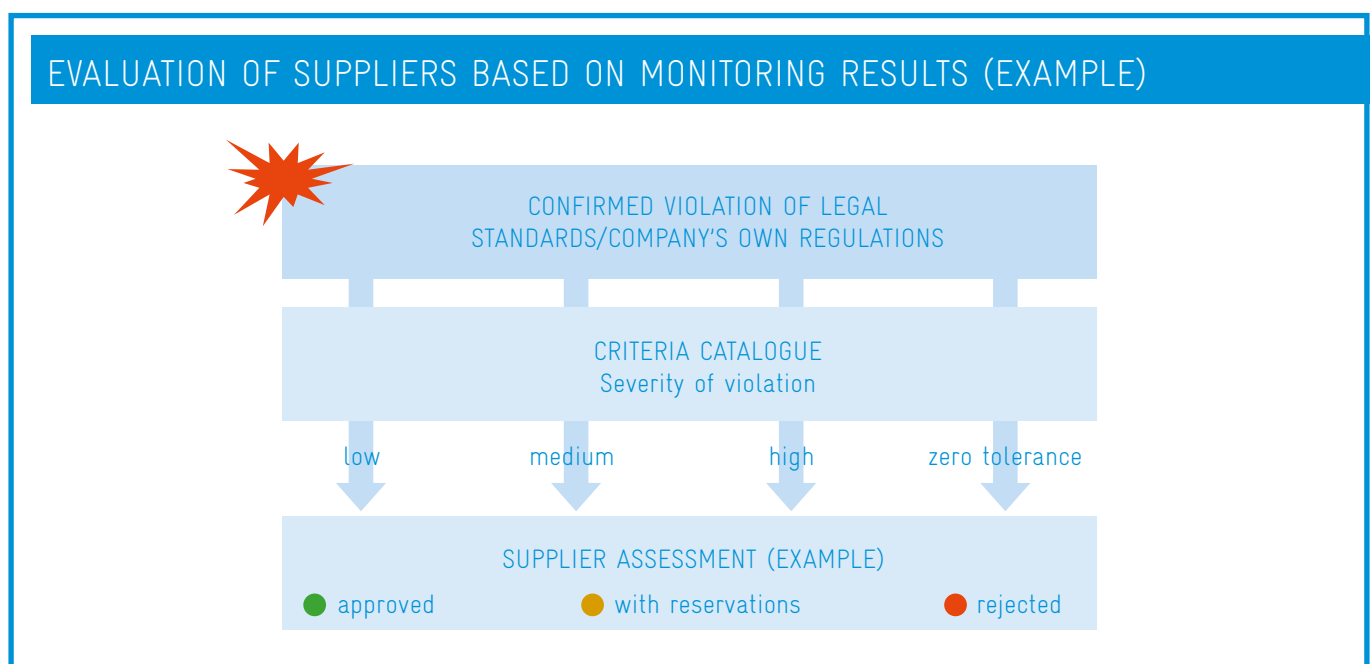 EVALUATION OF SUPPLIERS BASED ON MONITORING RESULTS (EXAMPLE)
CONFIRMED VIOLATION OF LEGAL
STANDARDS/COMPANY'S OWN REGULATIONS
CRITERIA CATALOGUE
Severity of violation
low medium high zero tolerance
SUPPLIER ASSESSMENT (EXAMPLE)
approved with reservations rejected